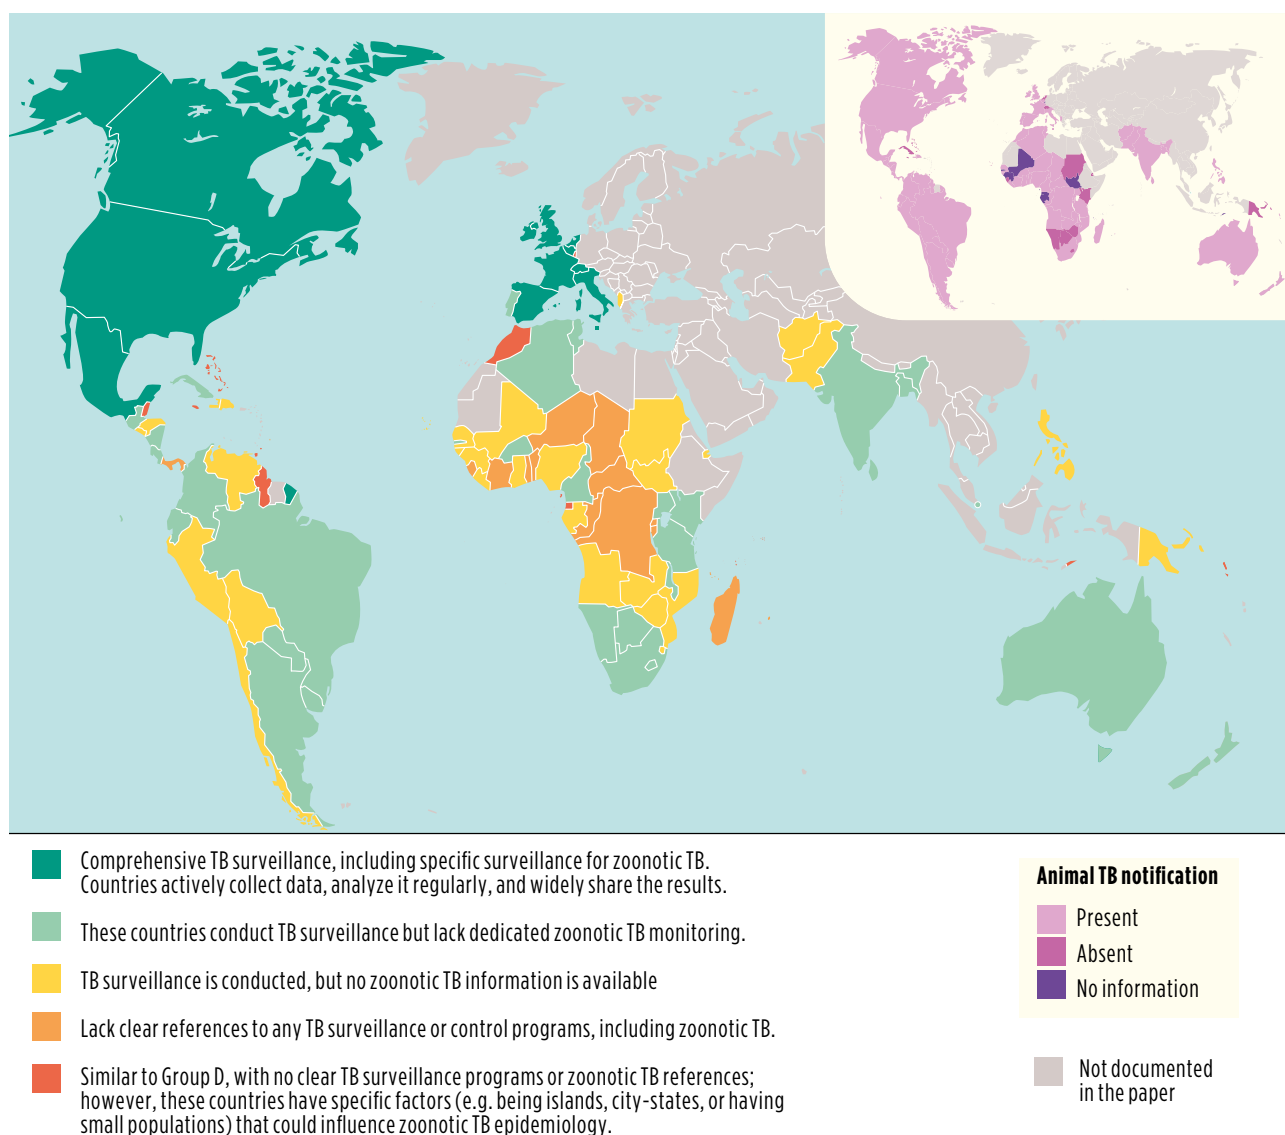 Comprehensive TB surveillance, including specific surveillance for zoonotic TB.
Countries actively collect data, analyze it regularly, and widely share the results.
These countries conduct TB surveillance but lack dedicated zoonotic TB monitoring.
TB surveillance is conducted, but no zoonotic TB information is available
Lack clear references to any TB surveillance or control programs, including zoonotic TB.
Similar to Group D, with no clear TB surveillance programs or zoonotic TB references;
however, these countries have specific factors (e.g. being islands, city-states, or having
small populations) that could influence zoonotic TB epidemiology.
Animal TB notification
Present
Absent
No information
Not documented
in the paper